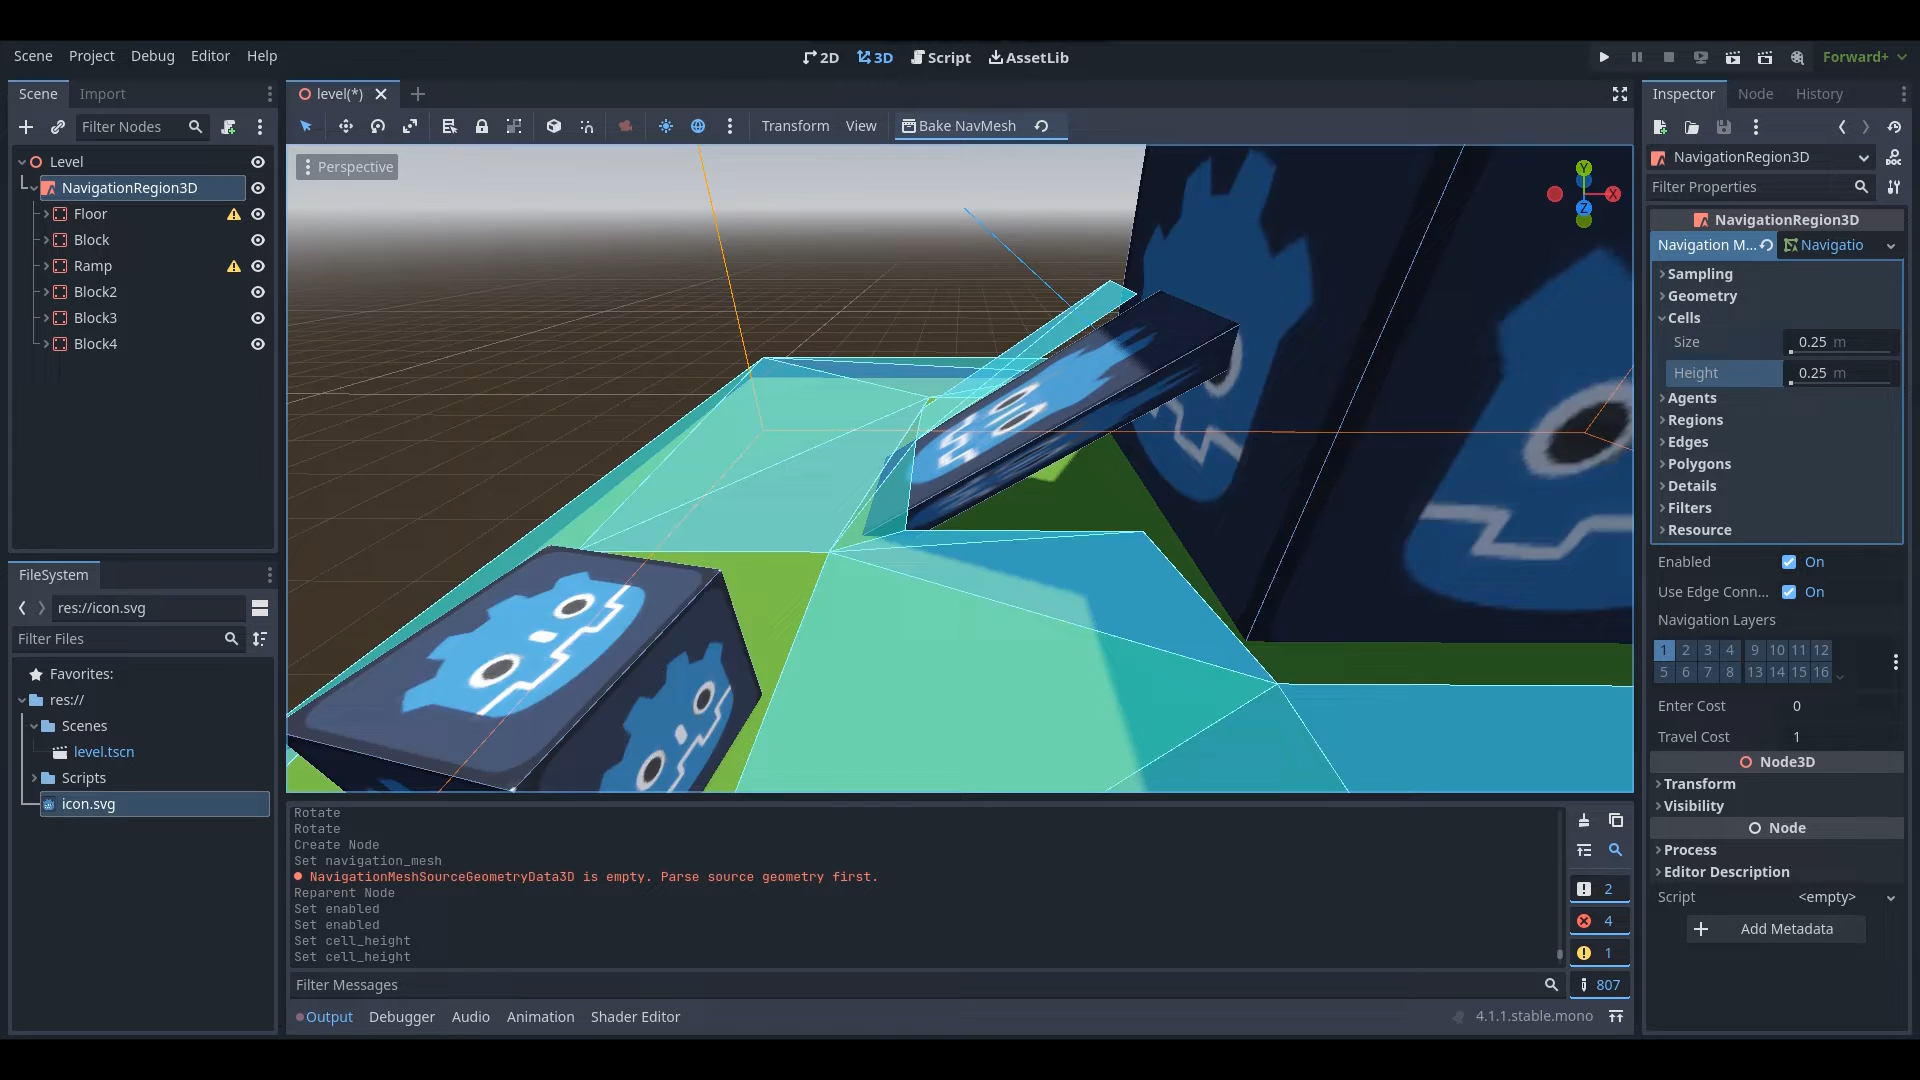 Scene Project Debug Editor Help
2D 3D Script AssetLib
Forward+
Scene Import
level(*)
Inspector Node History
Filter Nodes
Transform View Bake NavMesh
Level
NavigationRegion3D
Floor
Block
Ramp
Block2
Block3
Block4
Perspective
Y
X
Z
NavigationRegion3D
Filter Properties
NavigationRegion3D
Navigation M... Navigatio
Sampling
Geometry
Cells
Size 0.25 m
Height 0.25 m
Agents
Regions
Edges
Polygons
Details
Filters
Resource
Enabled On
Use Edge Conn... On
Navigation Layers
1 2 3 4 9 10 11 12
5 6 7 8 13 14 15 16
Enter Cost 0
Travel Cost 1
Node3D
Transform
Visibility
Node
Process
Editor Description
Script <empty>
Add Metadata
FileSystem
res://icon.svg
Filter Files
Favorites:
res://
Scenes
level.tscn
Scripts
icon.svg
Rotate
Rotate
Create Node
Set navigation_mesh
NavigationMeshSourceGeometryData3D is empty. Parse source geometry first.
Reparent Node
Set enabled
Set enabled
Set cell_height
Set cell_height
2
4
1
807
Filter Messages
Output Debugger Audio Animation Shader Editor
4.1.1.stable.mono